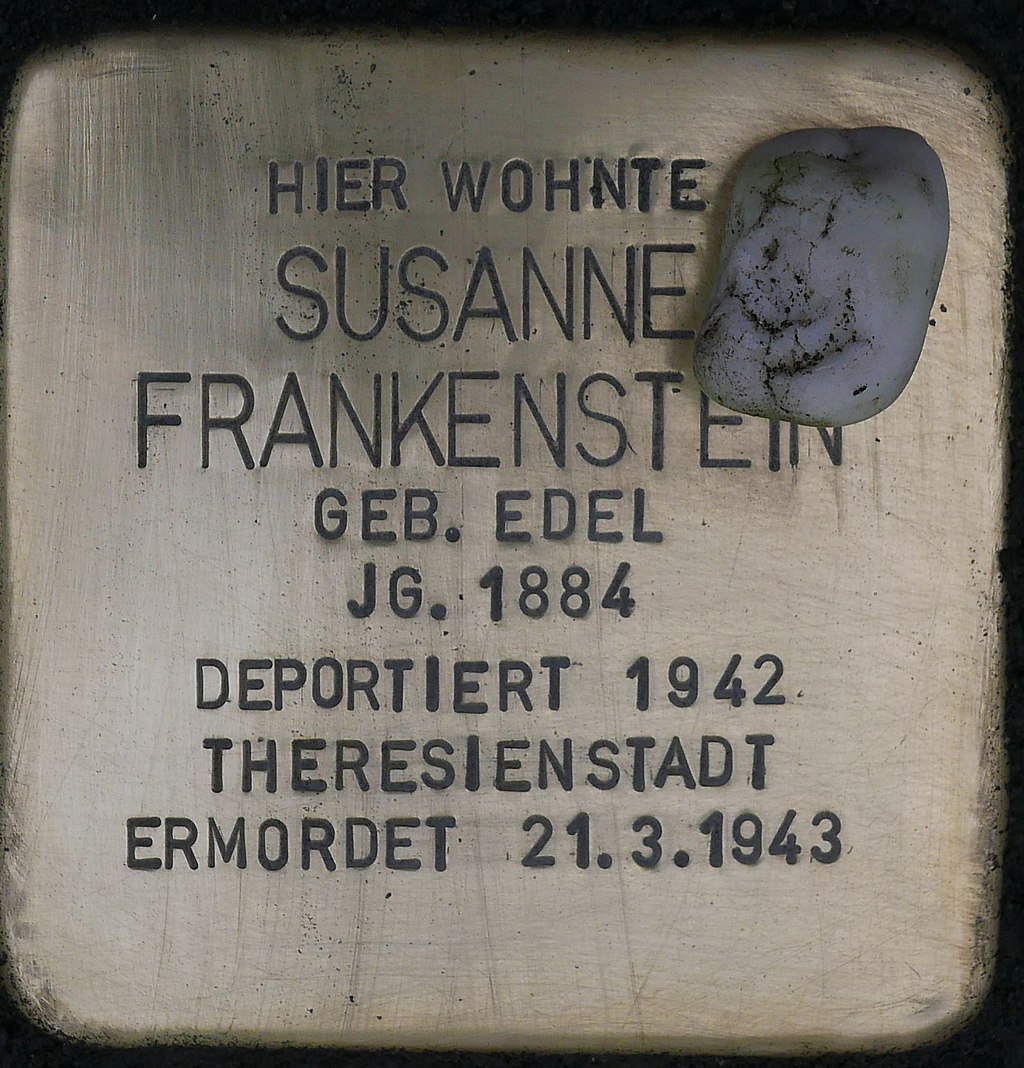 HIER WOHNTE
SUSANNE
FRANKENSTEIN
GEB. EDEL
JG. 1884
DEPORTIERT 1942
THERESIENSTADT
ERMORDET 21.3.1943